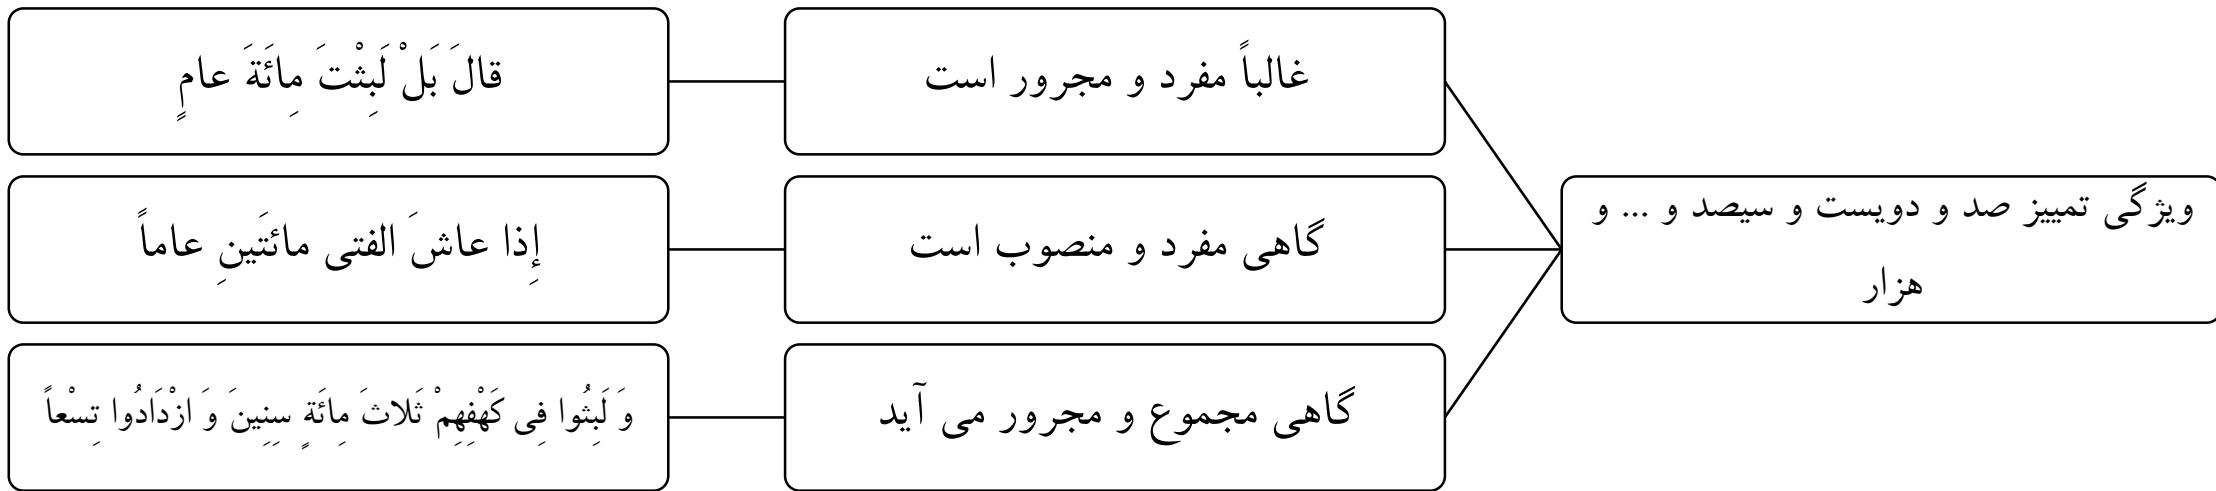 ویژگی تمییز صد و دویست و سیصد و ... و
هزار
غالباً مفرد و مجرور است
قالَ بَلْ لَبِثْتَ مِائَةَ عامٍ
گاهی مفرد و منصوب است
إِذا عاشَ الفتی مائتَینِ عاماً
گاهی مجموع و مجرور می آید
وَ لَبِثُوا فِی کَهْفِهِمْ ثَلاثَ مِائَةٍ سِنِینَ وَ ازْدَادُوا تِسْعاً